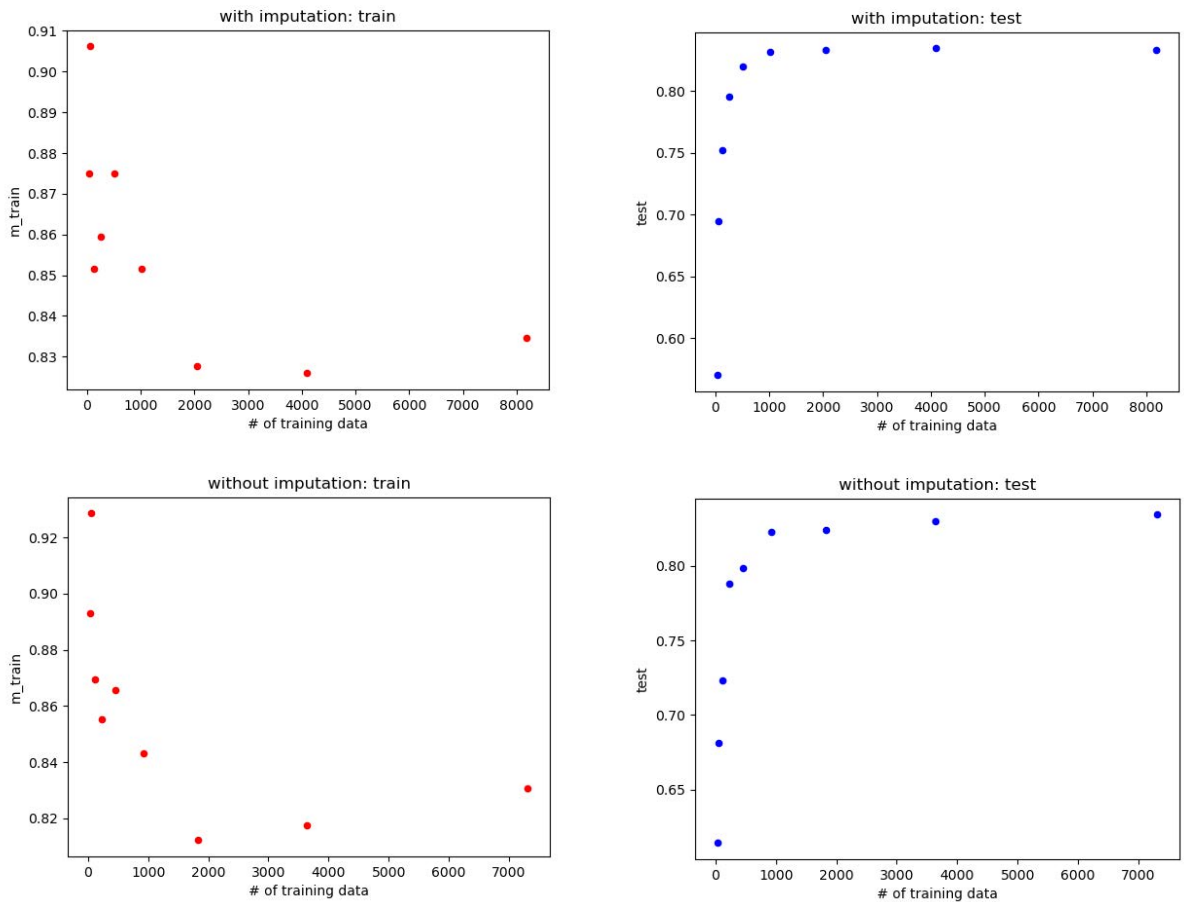 with imputation: train
0.91
0.90
0.89
0.88
0.87
0.86
0.85
0.84
0.83
m_train
0 1000 2000 3000 4000 5000 6000 7000 8000
# of training data
with imputation: test
0.80
0.75
0.70
0.65
0.60
test
0 1000 2000 3000 4000 5000 6000 7000 8000
# of training data
without imputation: train
0.92
0.90
0.88
0.86
0.84
0.82
m_train
0 1000 2000 3000 4000 5000 6000 7000
# of training data
without imputation: test
0.80
0.75
0.70
0.65
test
0 1000 2000 3000 4000 5000 6000 7000
# of training data